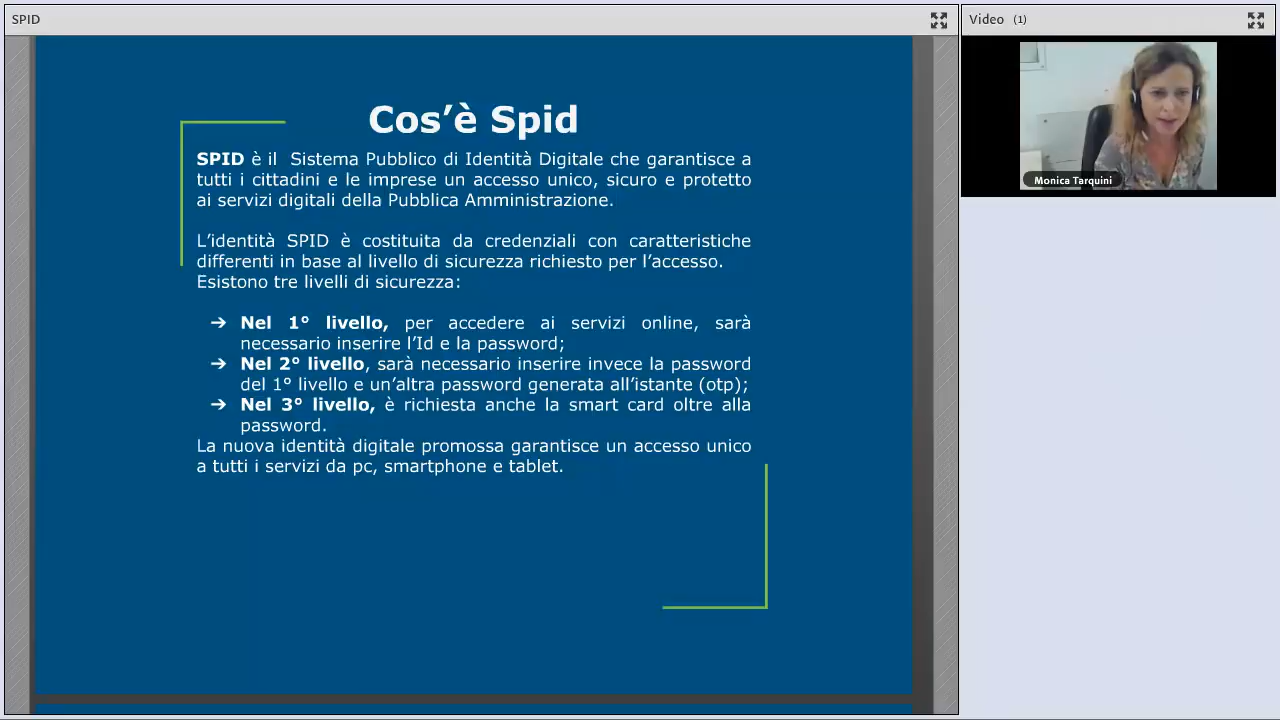 SPID
Video (1)
Monica Tarquini
Cos’è Spid
SPID è il Sistema Pubblico di Identità Digitale che garantisce a
tutti i cittadini e le imprese un accesso unico, sicuro e protetto
ai servizi digitali della Pubblica Amministrazione.
L’identità SPID è costituita da credenziali con caratteristiche
differenti in base al livello di sicurezza richiesto per l’accesso.
Esistono tre livelli di sicurezza:
➔ Nel 1° livello, per accedere ai servizi online, sarà
necessario inserire l’Id e la password;
➔ Nel 2° livello, sarà necessario inserire invece la password
del 1° livello e un’altra password generata all’istante (otp);
➔ Nel 3° livello, è richiesta anche la smart card oltre alla
password.
La nuova identità digitale promossa garantisce un accesso unico
a tutti i servizi da pc, smartphone e tablet.